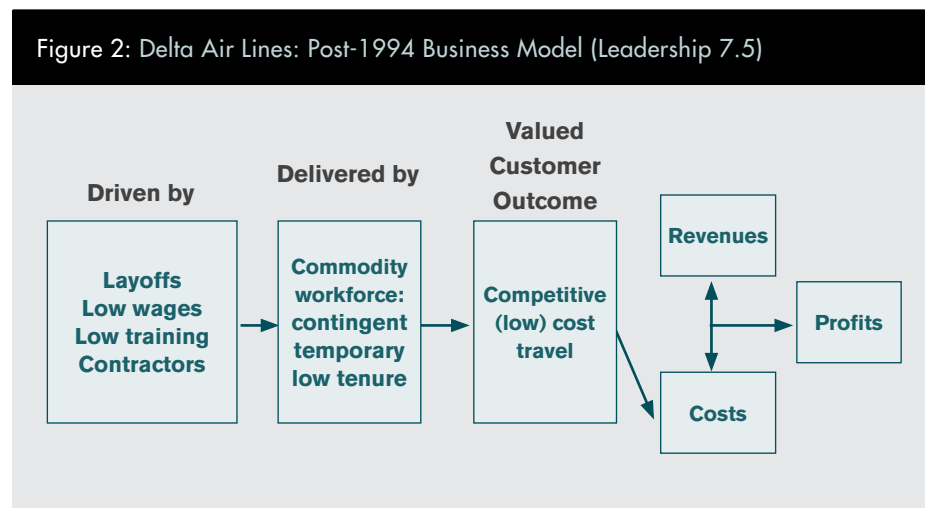 Figure 2: Delta Air Lines: Post-1994 Business Model (Leadership 7.5)
Driven by
Layoffs
Low wages
Low training
Contractors
Delivered by
Commodity
workforce:
contingent
temporary
low tenure
Valued
Customer
Outcome
Competitive
(low) cost
travel
Revenues
Costs
Profits